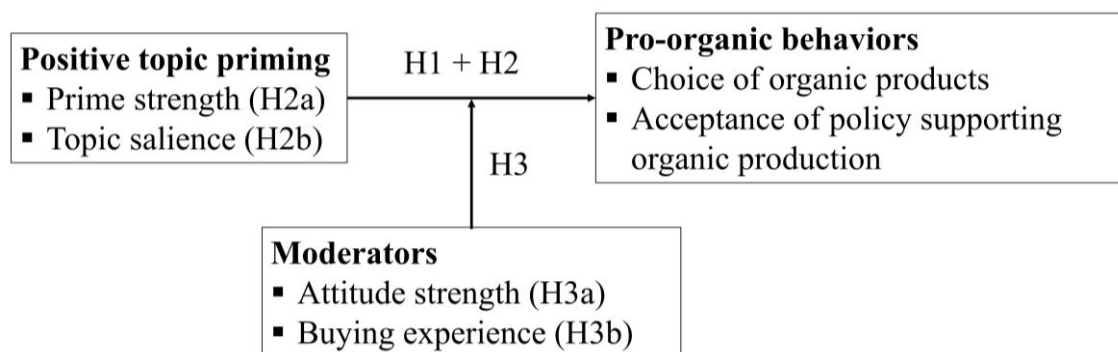 Positive topic priming
▪ Prime strength (H2a)
▪ Topic salience (H2b)
H1 + H2
Pro-organic behaviors
▪ Choice of organic products
▪ Acceptance of policy supporting
organic production
H3
Moderators
▪ Attitude strength (H3a)
▪ Buying experience (H3b)